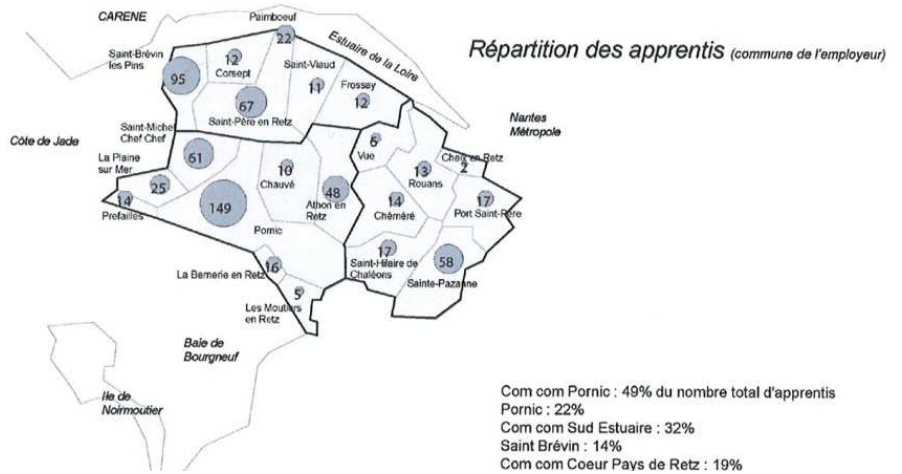 CARENE
Paimboeuf
22
Estuaire de la Loire
Répartition des apprentis (commune de l'employeur)
Saint-Brévin
les Pins
95
12
Corsept
Saint-Viaud
11
Frossay
12
67
Saint-Père en Retz
Nantes
Métropole
Côte de Jade
Saint-Michel
Chef Chef
61
6
Vue
Cheix en Retz
2
La Plaine
sur Mer
25
10
Chauvé
13
Rouans
14
Prefailles
149
Pornic
48
Athon en
Retz
14
Chéméré
17
Port Saint-Père
17
Saint-Hilaire de
Chaléons
58
Sainte-Pazanne
La Bernerie en Retz
16
5
Les Moutiers
en Retz
Baie de
Bourgneuf
Ile de
Noirmoutier
Com com Pornic : 49% du nombre total d'apprentis
Pornic : 22%
Com com Sud Estuaire : 32%
Saint Brévin : 14%
Com com Coeur Pays de Retz : 19%